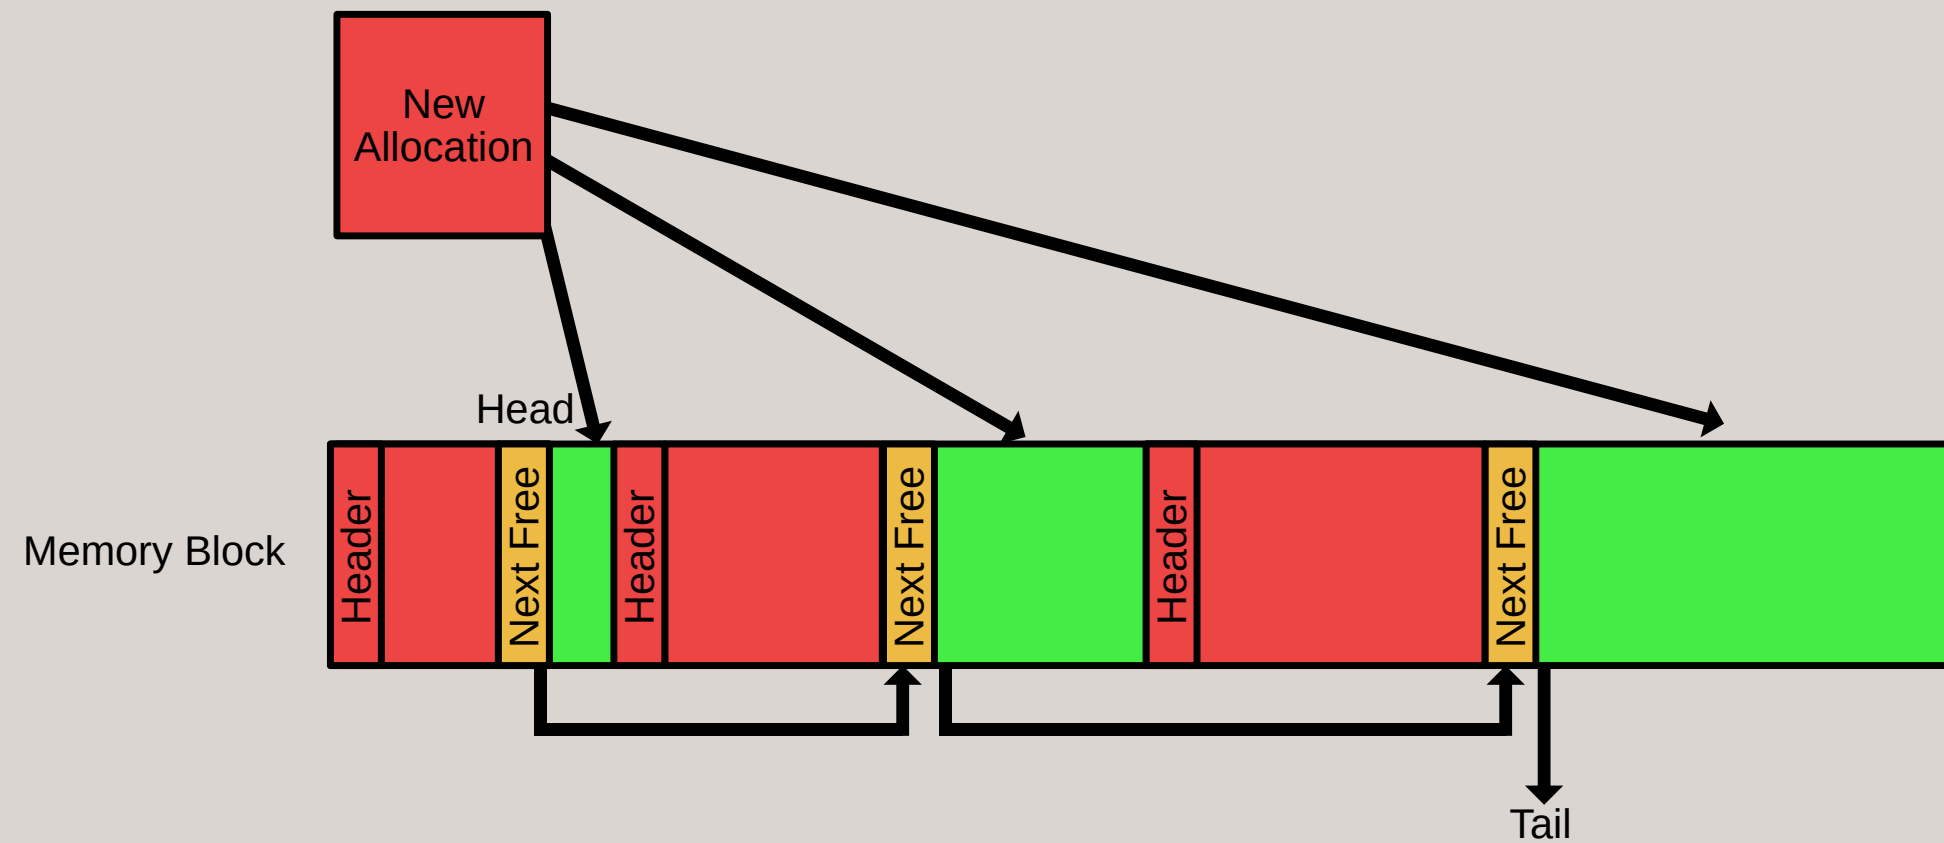 New
Allocation
Head
Memory Block
Header
Next Free
Header
Next Free
Header
Next Free
Tail